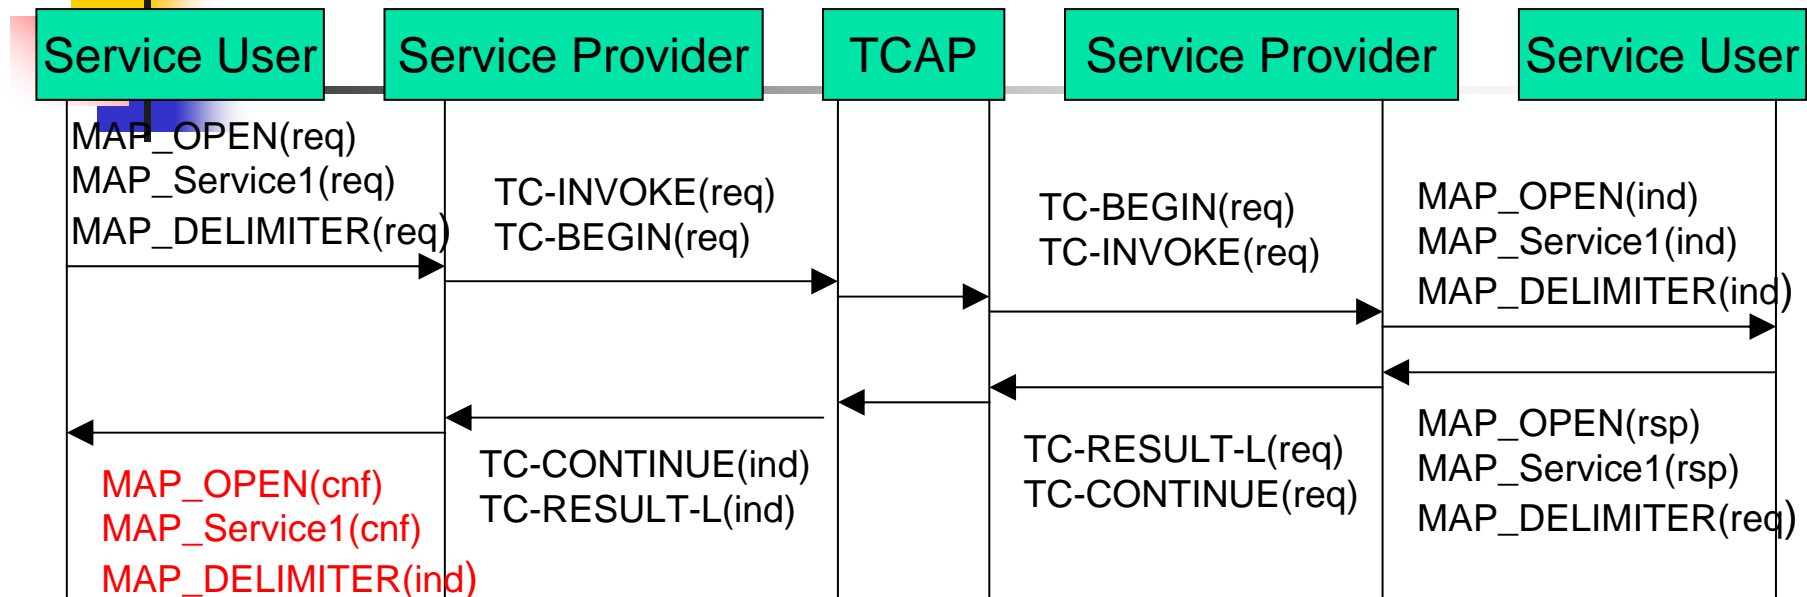 Service User
Service Provider
TCAP
Service Provider
Service User
MAP_OPEN(req)
MAP_Service1(req)
MAP_DELIMITER(req)
TC-INVOKE(req)
TC-BEGIN(req)
TC-BEGIN(req)
TC-INVOKE(req)
MAP_OPEN(ind)
MAP_Service1(ind)
MAP_DELIMITER(ind)
MAP_OPEN(rsp)
MAP_Service1(rsp)
MAP_DELIMITER(req)
TC-RESULT-L(req)
TC-CONTINUE(req)
TC-CONTINUE(ind)
TC-RESULT-L(ind)
MAP_OPEN(cnf)
MAP_Service1(cnf)
MAP_DELIMITER(ind)